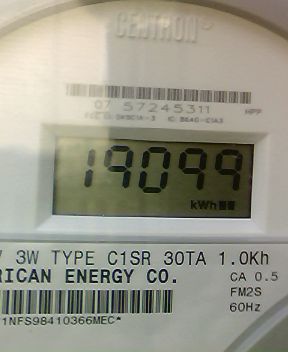 CENTRON
07 57245311
HPP
19099
kWh
V 3W TYPE C1SR 30TA 1.0Kh
RICAN ENERGY CO.
CA 0.5
FM2S
60Hz
1NFS98410366MEC*